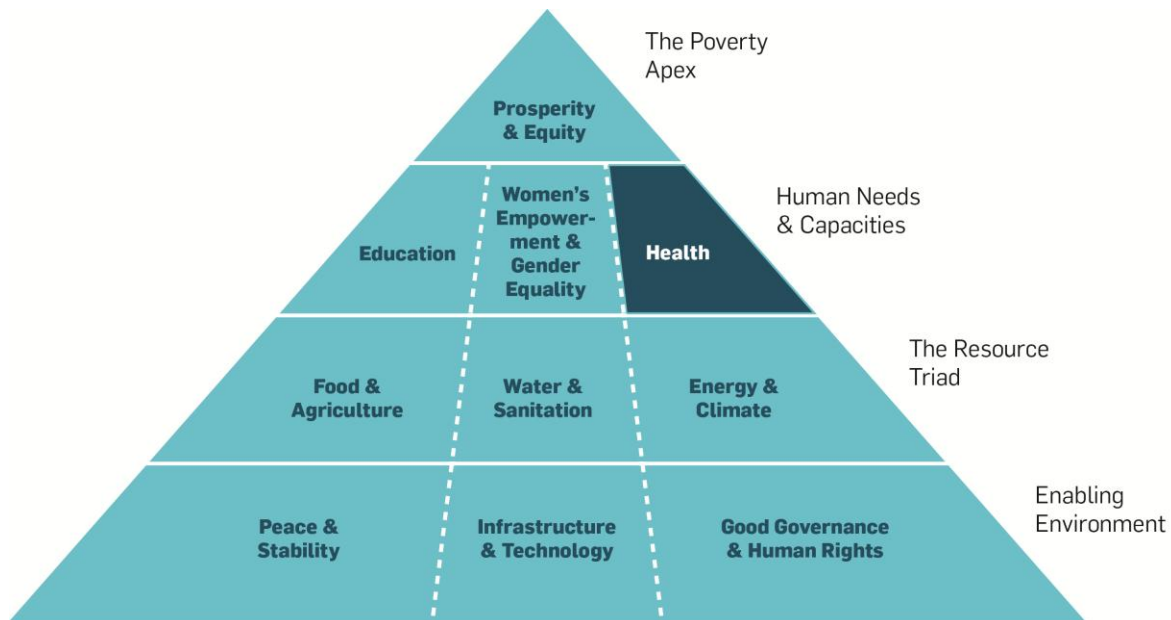 The Poverty
Apex
Prosperity
& Equity
Women's
Empower-
ment &
Gender
Equality
Education
Health
Human Needs
& Capacities
Food &
Agriculture
Water &
Sanitation
Energy &
Climate
The Resource
Triad
Peace &
Stability
Infrastructure
& Technology
Good Governance
& Human Rights
Enabling
Environment